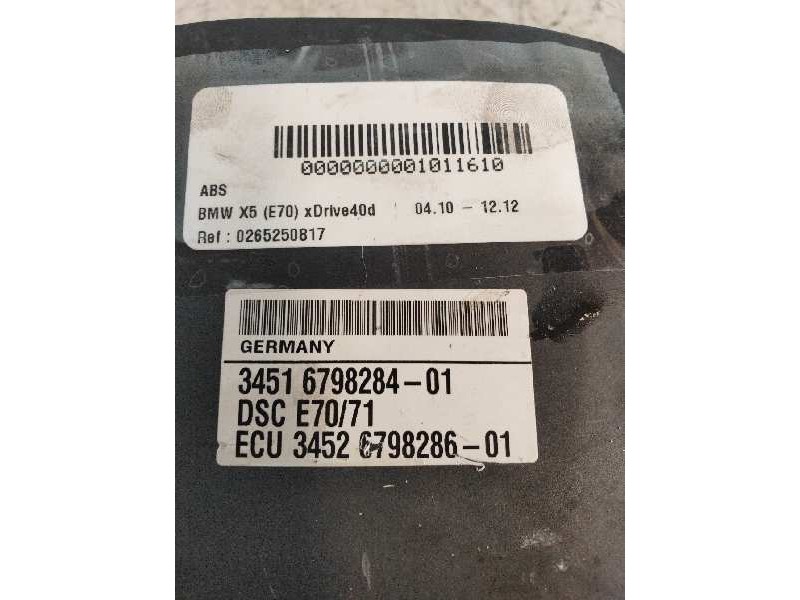 0000000001011610
ABS
BMW X5 (E70) xDrive40d 04.10 - 12.12
Ref : 0265250817
GERMANY
3451 6798284-01
DSC E70/71
ECU 3452 6798286-01